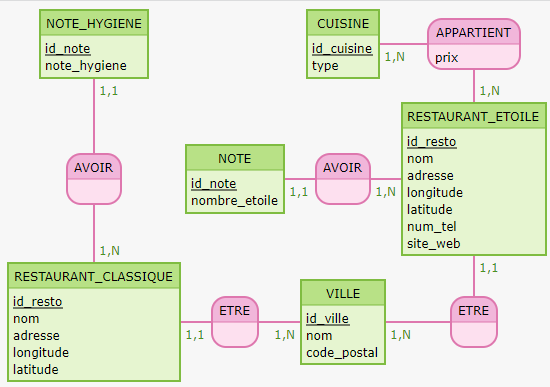 NOTE_HYGIENE
id_note
note_hygiene
1,1
CUISINE
id_cuisine
type
1,N
APPARTIENT
prix
1,N
RESTAURANT_ETOILE
id_resto
nom
adresse
longitude
latitude
num_tel
site_web
1,1
AVOIR
1,N
NOTE
id_note
nombre_etoile
1,1
AVOIR
1,N
RESTAURANT_CLASSIQUE
id_resto
nom
adresse
longitude
latitude
1,1
ETRE
1,N
VILLE
id_ville
nom
code_postal
1,N
ETRE